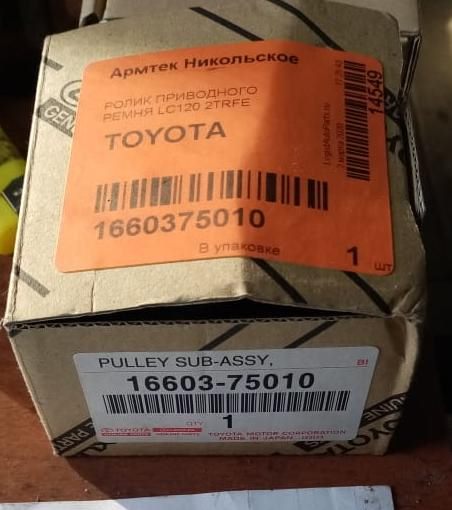 Армтек Никольское
РОЛИК ПРИВОДНОГО
РЕМНЯ LC120 2TRFE
TOYOTA
1660375010
В упаковке
1 шт
14549
PULLEY SUB-ASSY,
16603-75010
QTY
1
TOYOTA MOTOR CORPORATION
MADE IN JAPAN
TOYOTA